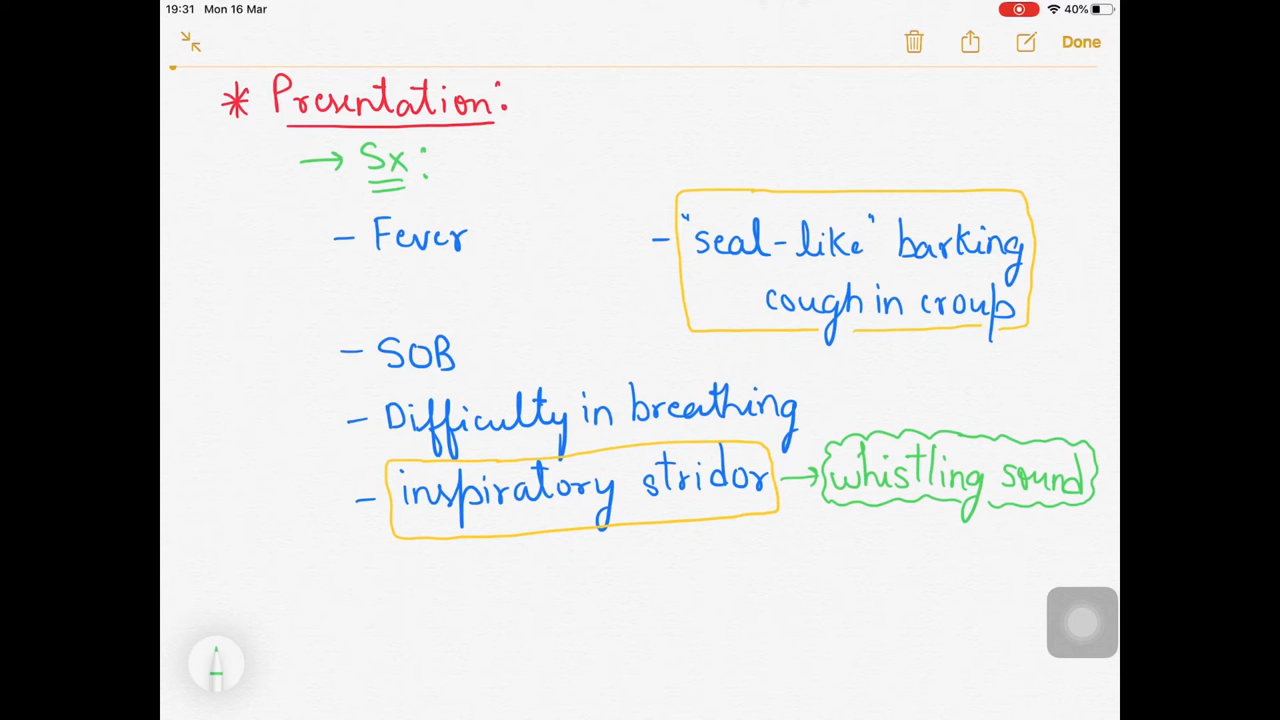 19:31 Mon 16 Mar
40%
Done
* Presentation:
→ Sx:
- Fever
- "seal-like" barking
cough in croup
- SOB
- Difficulty in breathing
- inspiratory stridor → whistling sound